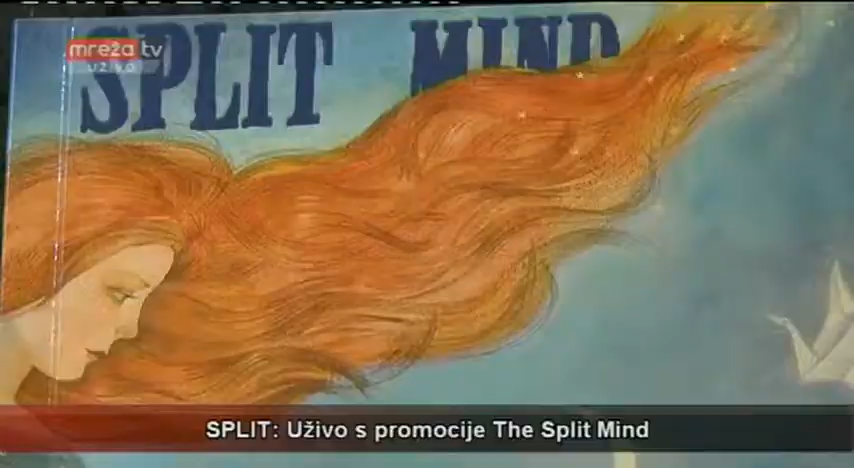 SPLIT MIND
mreža tv
UŽIVO
SPLIT: Uživo s promocije The Split Mind